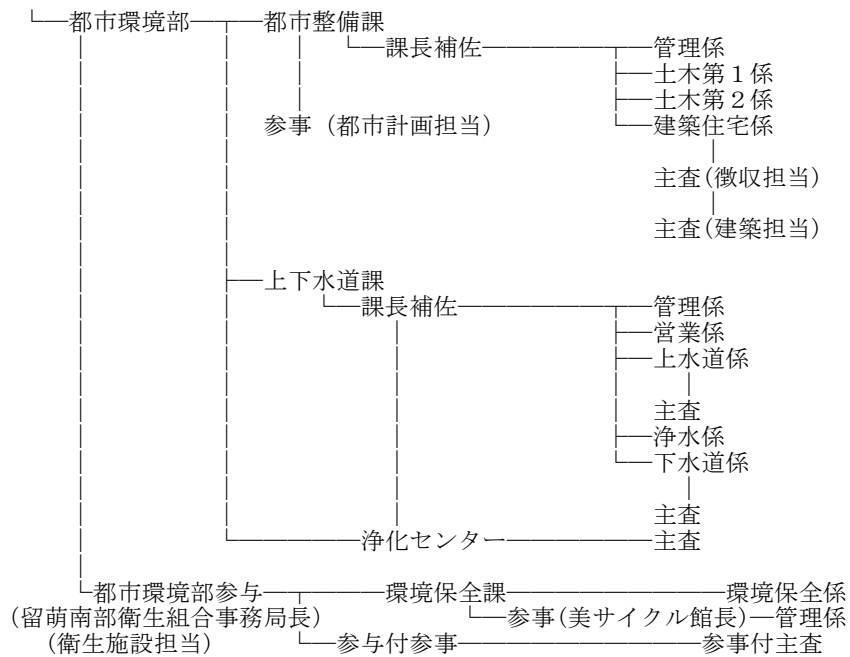 都市環境部 都市整備課
課長補佐 管理係
土木第1係
土木第2係
参事(都市計画担当) 建築住宅係
主査(徴収担当)
主査(建築担当)
上下水道課
課長補佐 管理係
営業係
上水道係
主査
浄水係
下水道係
主査
浄化センター 主査
都市環境部参与 環境保全課 環境保全係
(留萌南部衛生組合事務局長) 参事(美サイクル館長) 管理係
(衛生施設担当) 参与付参事 参事付主査